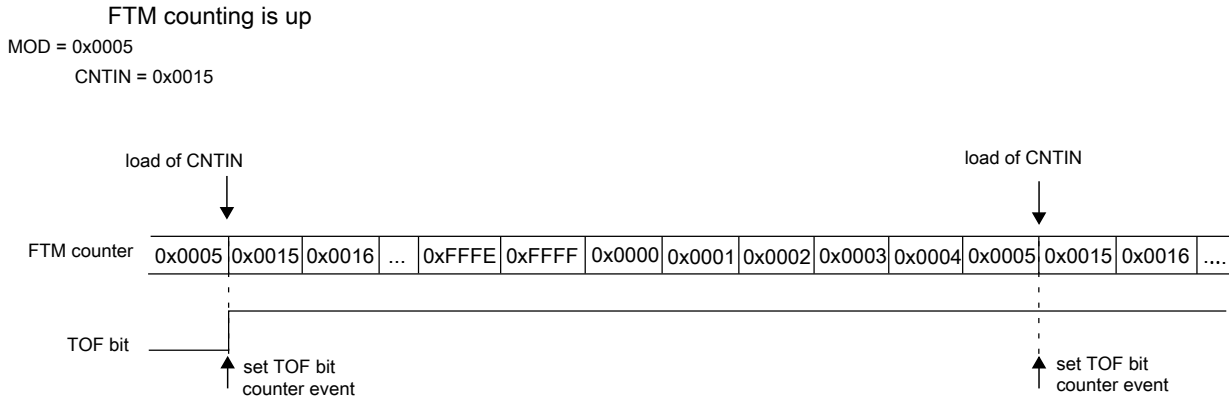 FTM counting is up
MOD = 0x0005
CNTIN = 0x0015
load of CNTIN load of CNTIN
FTM counter 0x0005 0x0015 0x0016 ... 0xFFFE 0xFFFF 0x0000 0x0001 0x0002 0x0003 0x0004 0x0005 0x0015 0x0016 ....
TOF bit
set TOF bit set TOF bit
counter event counter event